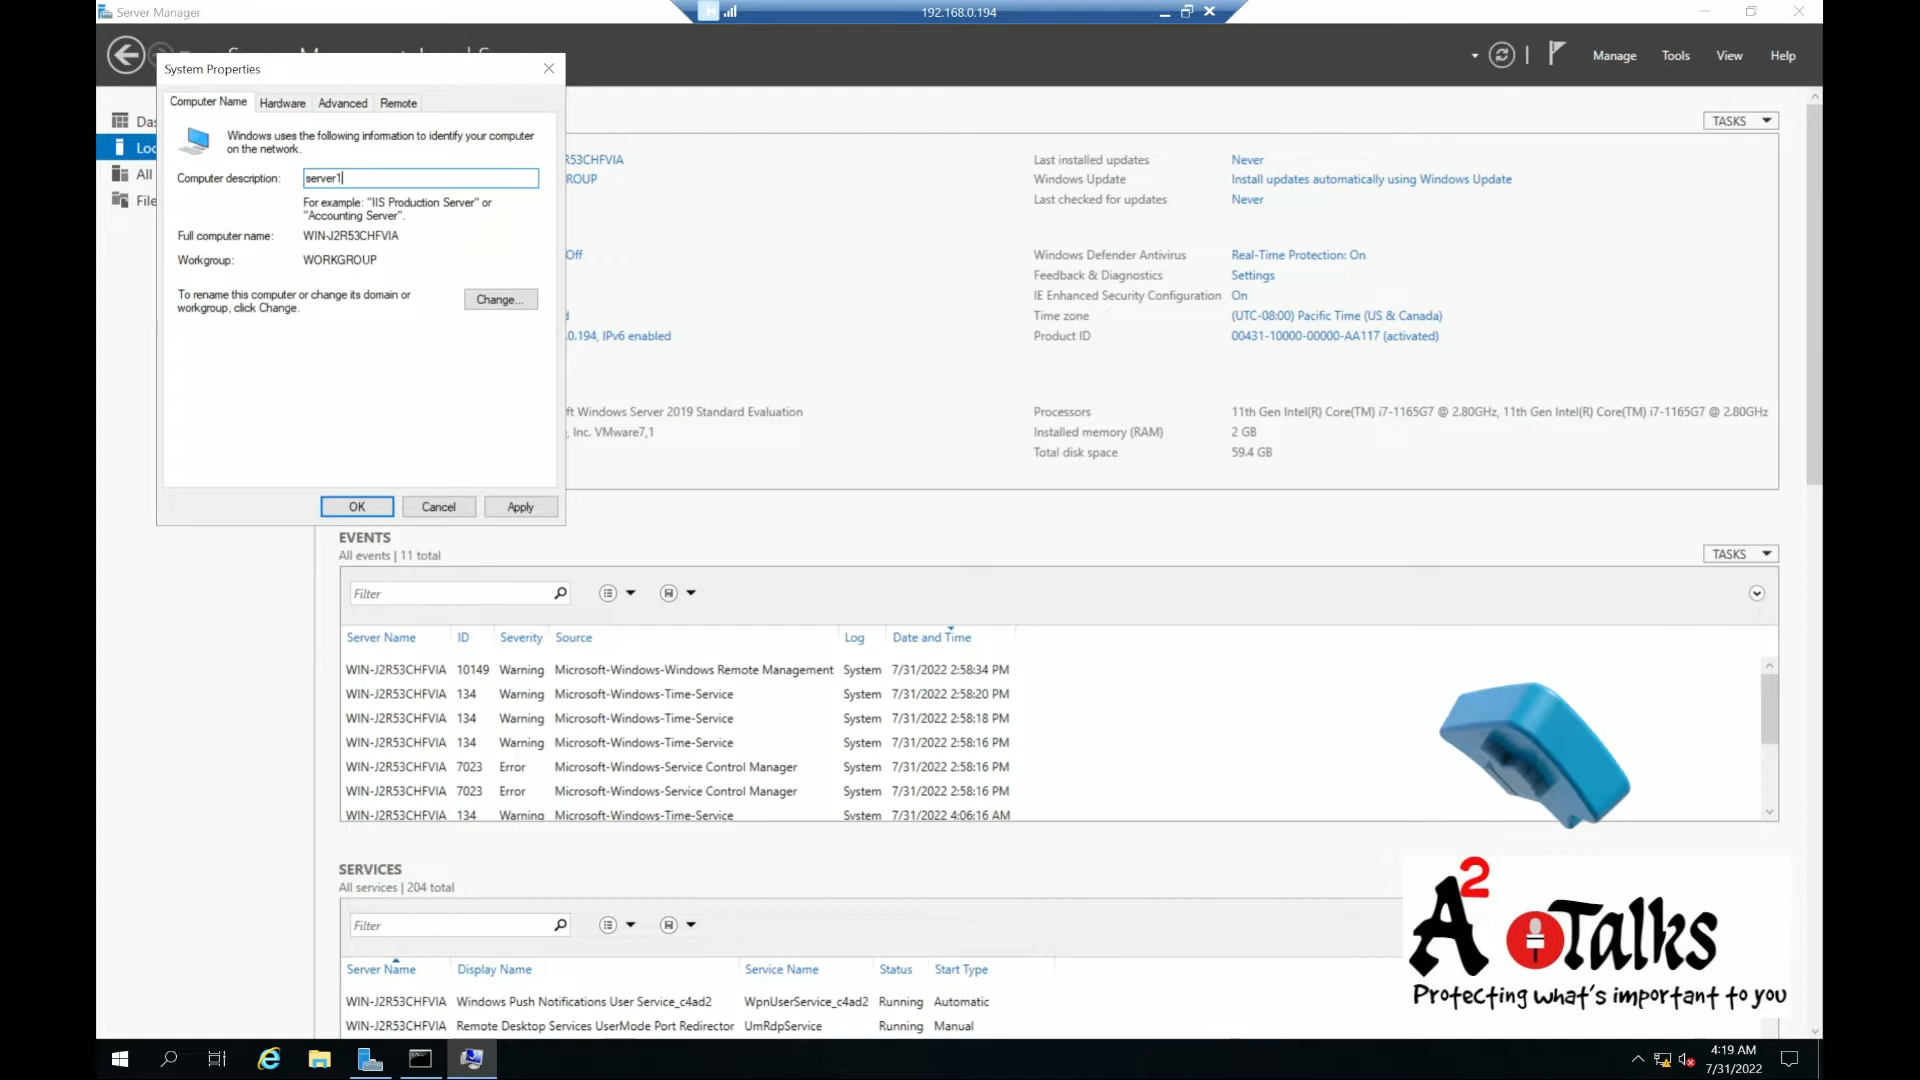 Server Manager
192.168.0.194
Manage
Tools
View
Help
System Properties
Computer Name
Hardware
Advanced
Remote
Windows uses the following information to identify your computer
on the network.
Computer description:
server1
For example: "IIS Production Server" or
"Accounting Server".
Full computer name:
WIN-J2R53CHFVIA
Workgroup:
WORKGROUP
To rename this computer or change its domain or
workgroup, click Change.
Change...
OK
Cancel
Apply
Das
Loc
All
File
TASKS
R53CHFVIA
ROUP
Off
.0.194, IPv6 enabled
ft Windows Server 2019 Standard Evaluation
, Inc. VMware7,1
Last installed updates
Never
Windows Update
Install updates automatically using Windows Update
Last checked for updates
Never
Windows Defender Antivirus
Real-Time Protection: On
Feedback & Diagnostics
Settings
IE Enhanced Security Configuration
On
Time zone
(UTC-08:00) Pacific Time (US & Canada)
Product ID
00431-10000-00000-AA117 (activated)
Processors
11th Gen Intel(R) Core(TM) i7-1165G7 @ 2.80GHz, 11th Gen Intel(R) Core(TM) i7-1165G7 @ 2.80GHz
Installed memory (RAM)
2 GB
Total disk space
59.4 GB
EVENTS
All events | 11 total
TASKS
Filter
Server Name ID Severity Source Log Date and Time
WIN-J2R53CHFVIA 10149 Warning Microsoft-Windows-Windows Remote Management System 7/31/2022 2:58:34 PM
WIN-J2R53CHFVIA 134 Warning Microsoft-Windows-Time-Service System 7/31/2022 2:58:20 PM
WIN-J2R53CHFVIA 134 Warning Microsoft-Windows-Time-Service System 7/31/2022 2:58:18 PM
WIN-J2R53CHFVIA 134 Warning Microsoft-Windows-Time-Service System 7/31/2022 2:58:16 PM
WIN-J2R53CHFVIA 7023 Error Microsoft-Windows-Service Control Manager System 7/31/2022 2:58:16 PM
WIN-J2R53CHFVIA 7023 Error Microsoft-Windows-Service Control Manager System 7/31/2022 2:58:16 PM
WIN-J2R53CHFVIA 134 Warning Microsoft-Windows-Time-Service System 7/31/2022 4:06:16 AM
SERVICES
All services | 204 total
Filter
Server Name Display Name Service Name Status Start Type
WIN-J2R53CHFVIA Windows Push Notifications User Service_c4ad2 WpnUserService_c4ad2 Running Automatic
WIN-J2R53CHFVIA Remote Desktop Services UserMode Port Redirector UmRdpService Running Manual
A2 Talks
Protecting what's important to you
4:19 AM
7/31/2022